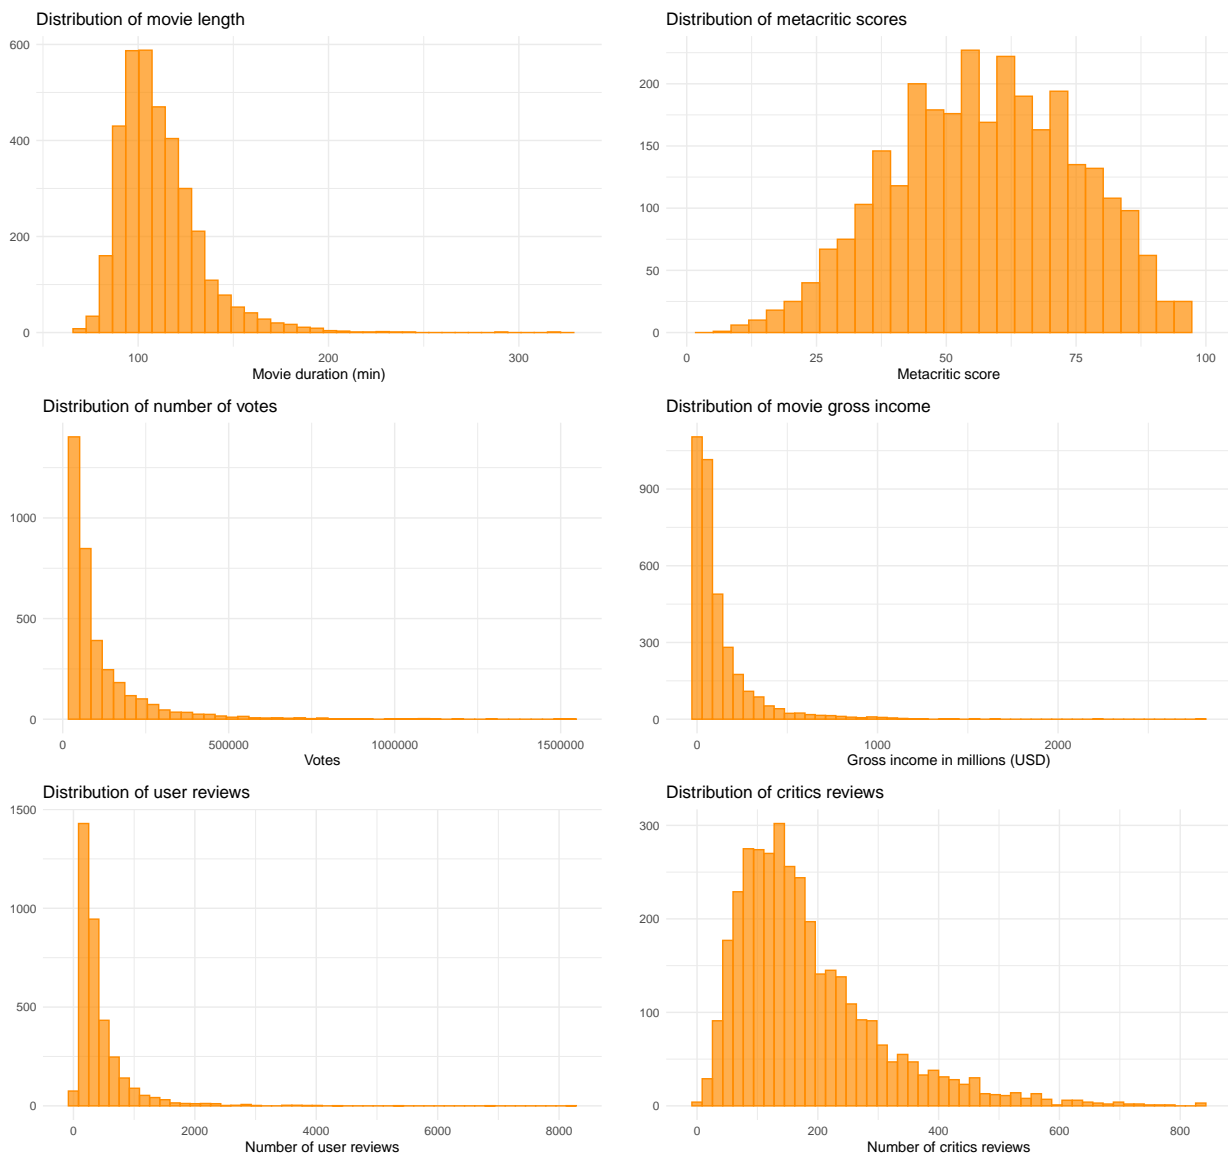 Distribution of movie length
600
400
200
0
100 200 300
Movie duration (min)
Distribution of metacritic scores
200
150
100
50
0
0 25 50 75 100
Metacritic score
Distribution of number of votes
1000
500
0
0 500000 1000000 1500000
Votes
Distribution of movie gross income
900
600
300
0
0 1000 2000
Gross income in millions (USD)
Distribution of user reviews
1500
1000
500
0
0 2000 4000 6000 8000
Number of user reviews
Distribution of critics reviews
300
200
100
0
0 200 400 600 800
Number of critics reviews